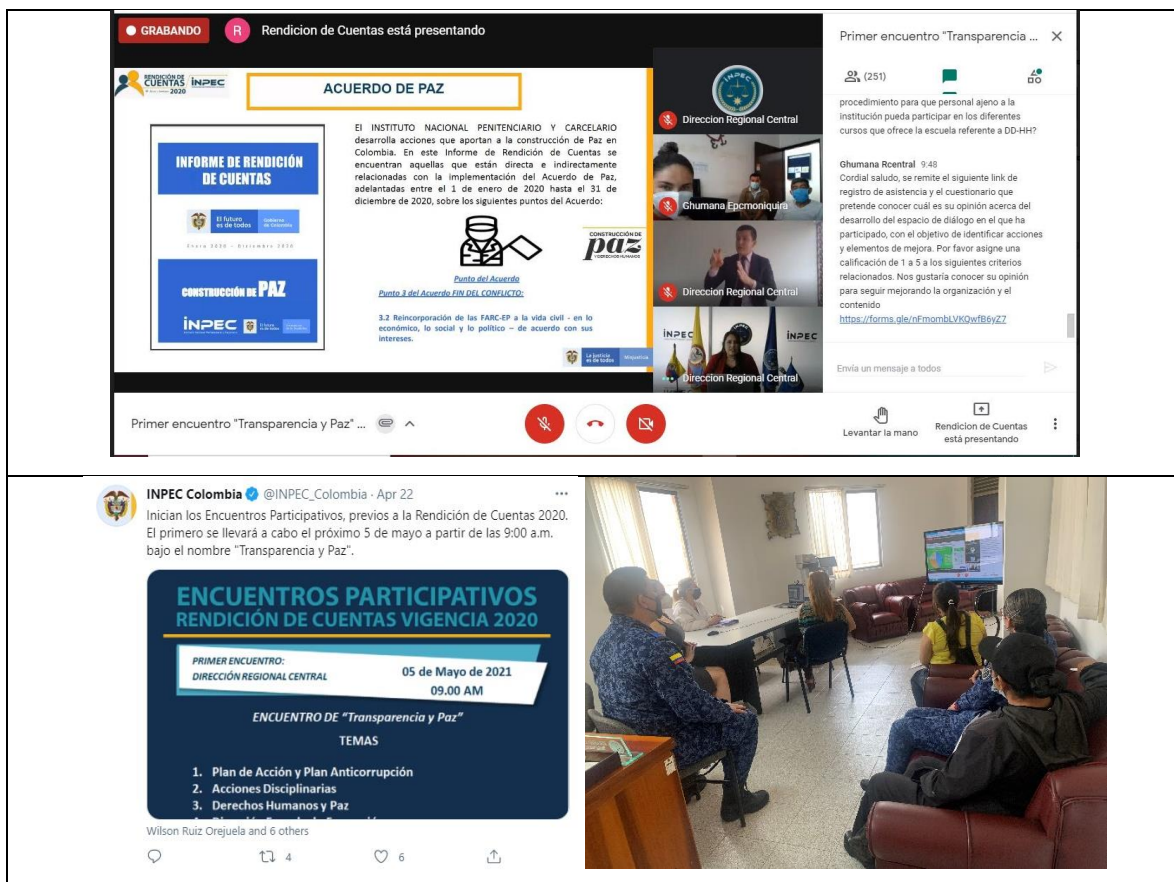 GRABANDO
R
Rendicion de Cuentas está presentando
RENDICIÓN DE
CUENTAS
2020
INPEC
ACUERDO DE PAZ
INFORME DE RENDICIÓN
DE CUENTAS
El futuro
es de todos
Gobierno
de Colombia
Enero 2020 - Diciembre 2020
CONSTRUCCIÓN DE PAZ
INPEC
El INSTITUTO NACIONAL PENITENCIARIO Y CARCELARIO
desarrolla acciones que aportan a la construcción de Paz en
Colombia. En este Informe de Rendición de Cuentas se
encuentran aquellas que están directa e indirectamente
relacionadas con la implementación del Acuerdo de Paz,
adelantadas entre el 1 de enero de 2020 hasta el 31 de
diciembre de 2020, sobre los siguientes puntos del Acuerdo:
CONSTRUCCIÓN DE
paz
Y DERECHOS HUMANOS
Punto del Acuerdo
Punto 3 del Acuerdo FIN DEL CONFLICTO:
3.2 Reincorporación de las FARC-EP a la vida civil - en lo
económico, lo social y lo político – de acuerdo con sus
intereses.
La justicia
es de todos
Minjusticia
INPEC
Direccion Regional Central
Ghumana Epcmoniquira
Direccion Regional Central
INPEC
INPEC
Direccion Regional Central
Primer encuentro "Transparencia ...
(251)
procedimiento para que personal ajeno a la
institución pueda participar en los diferentes
cursos que ofrece la escuela referente a DD-HH?
Ghumana Rcentral 9:48
Cordial saludo, se remite el siguiente link de
registro de asistencia y el cuestionario que
pretende conocer cuál es su opinión acerca del
desarrollo del espacio de diálogo en el que ha
participado, con el objetivo de identificar acciones
y elementos de mejora. Por favor asigne una
calificación de 1 a 5 a los siguientes criterios
relacionados. Nos gustaría conocer su opinión
para seguir mejorando la organización y el
contenido
https://forms.gle/nFmombLVKQwfB6yZ7
Envía un mensaje a todos
Primer encuentro "Transparencia y Paz" ...
Levantar la mano
Rendicion de Cuentas
está presentando
INPEC Colombia @INPEC_Colombia · Apr 22
Inician los Encuentros Participativos, previos a la Rendición de Cuentas 2020.
El primero se llevará a cabo el próximo 5 de mayo a partir de las 9:00 a.m.
bajo el nombre "Transparencia y Paz".
ENCUENTROS PARTICIPATIVOS
RENDICIÓN DE CUENTAS VIGENCIA 2020
PRIMER ENCUENTRO:
DIRECCIÓN REGIONAL CENTRAL
05 de Mayo de 2021
09.00 AM
ENCUENTRO DE "Transparencia y Paz"
TEMAS
1. Plan de Acción y Plan Anticorrupción
2. Acciones Disciplinarias
3. Derechos Humanos y Paz
Wilson Ruiz Orejuela and 6 others
4
6